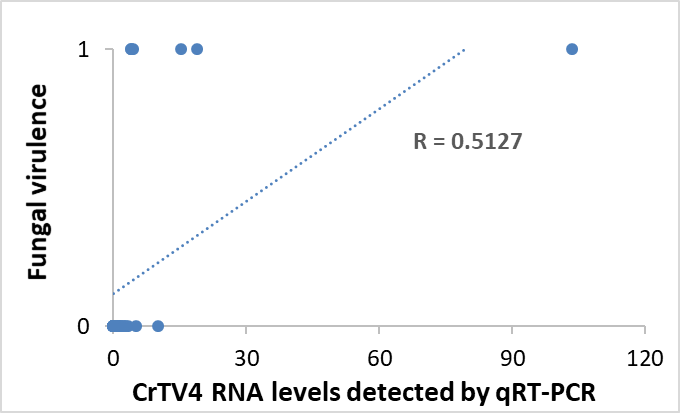 1
Fungal virulence
R = 0.5127
0
0 30 60 90 120
CrTV4 RNA levels detected by qRT-PCR